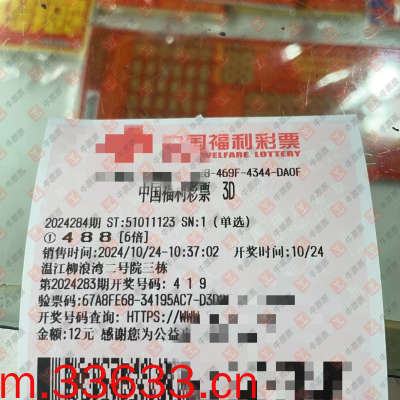 中国福利彩票
WELFARE LOTTERY
8-469F-4344-DA0F
中国福利彩票 3D
2024284期 ST:51011123 SN:1 (单选)
① 4 8 8 [6倍]
销售时间:2024/10/24-10:37:02 开奖时间:10/24
温江柳浪湾二号院三栋
第2024283期开奖号码: 4 1 9
验票码:67A8FE68-34195AC7-D3D
开奖号码查询: HTTPS://WWW
金额:12元 感谢您为公益
m.33633.cn